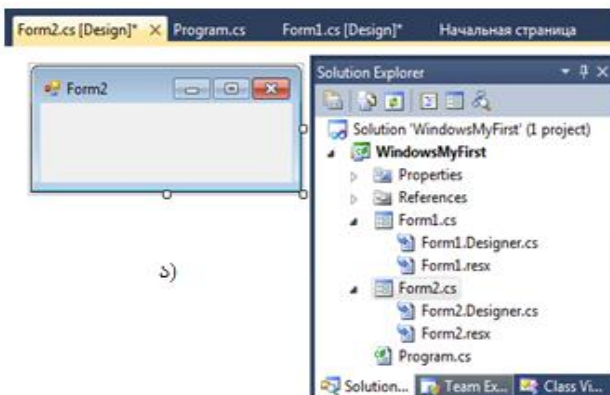 Form2.cs [Design]* Program.cs Form1.cs [Design]* Начальная страница
Form2
ა)
Solution Explorer
Solution 'WindowsMyFirst' (1 project)
WindowsMyFirst
Properties
References
Form1.cs
Form1.Designer.cs
Form1.resx
Form2.cs
Form2.Designer.cs
Form2.resx
Program.cs
Solution... Team Ex... Class Vi...